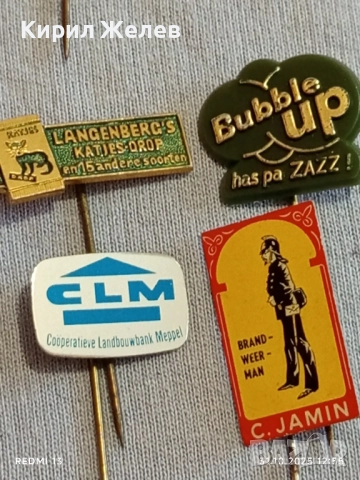 Кирил Желев
KATJES
LANGENBERG'S
KATJES-DROP
en 15 andere soorten
Bubble
up
has pa ZAZZ!
CLM
Coöperatieve Landbouwbank Meppel
BRAND-
WEER-
MAN
C. JAMIN
REDMI 13